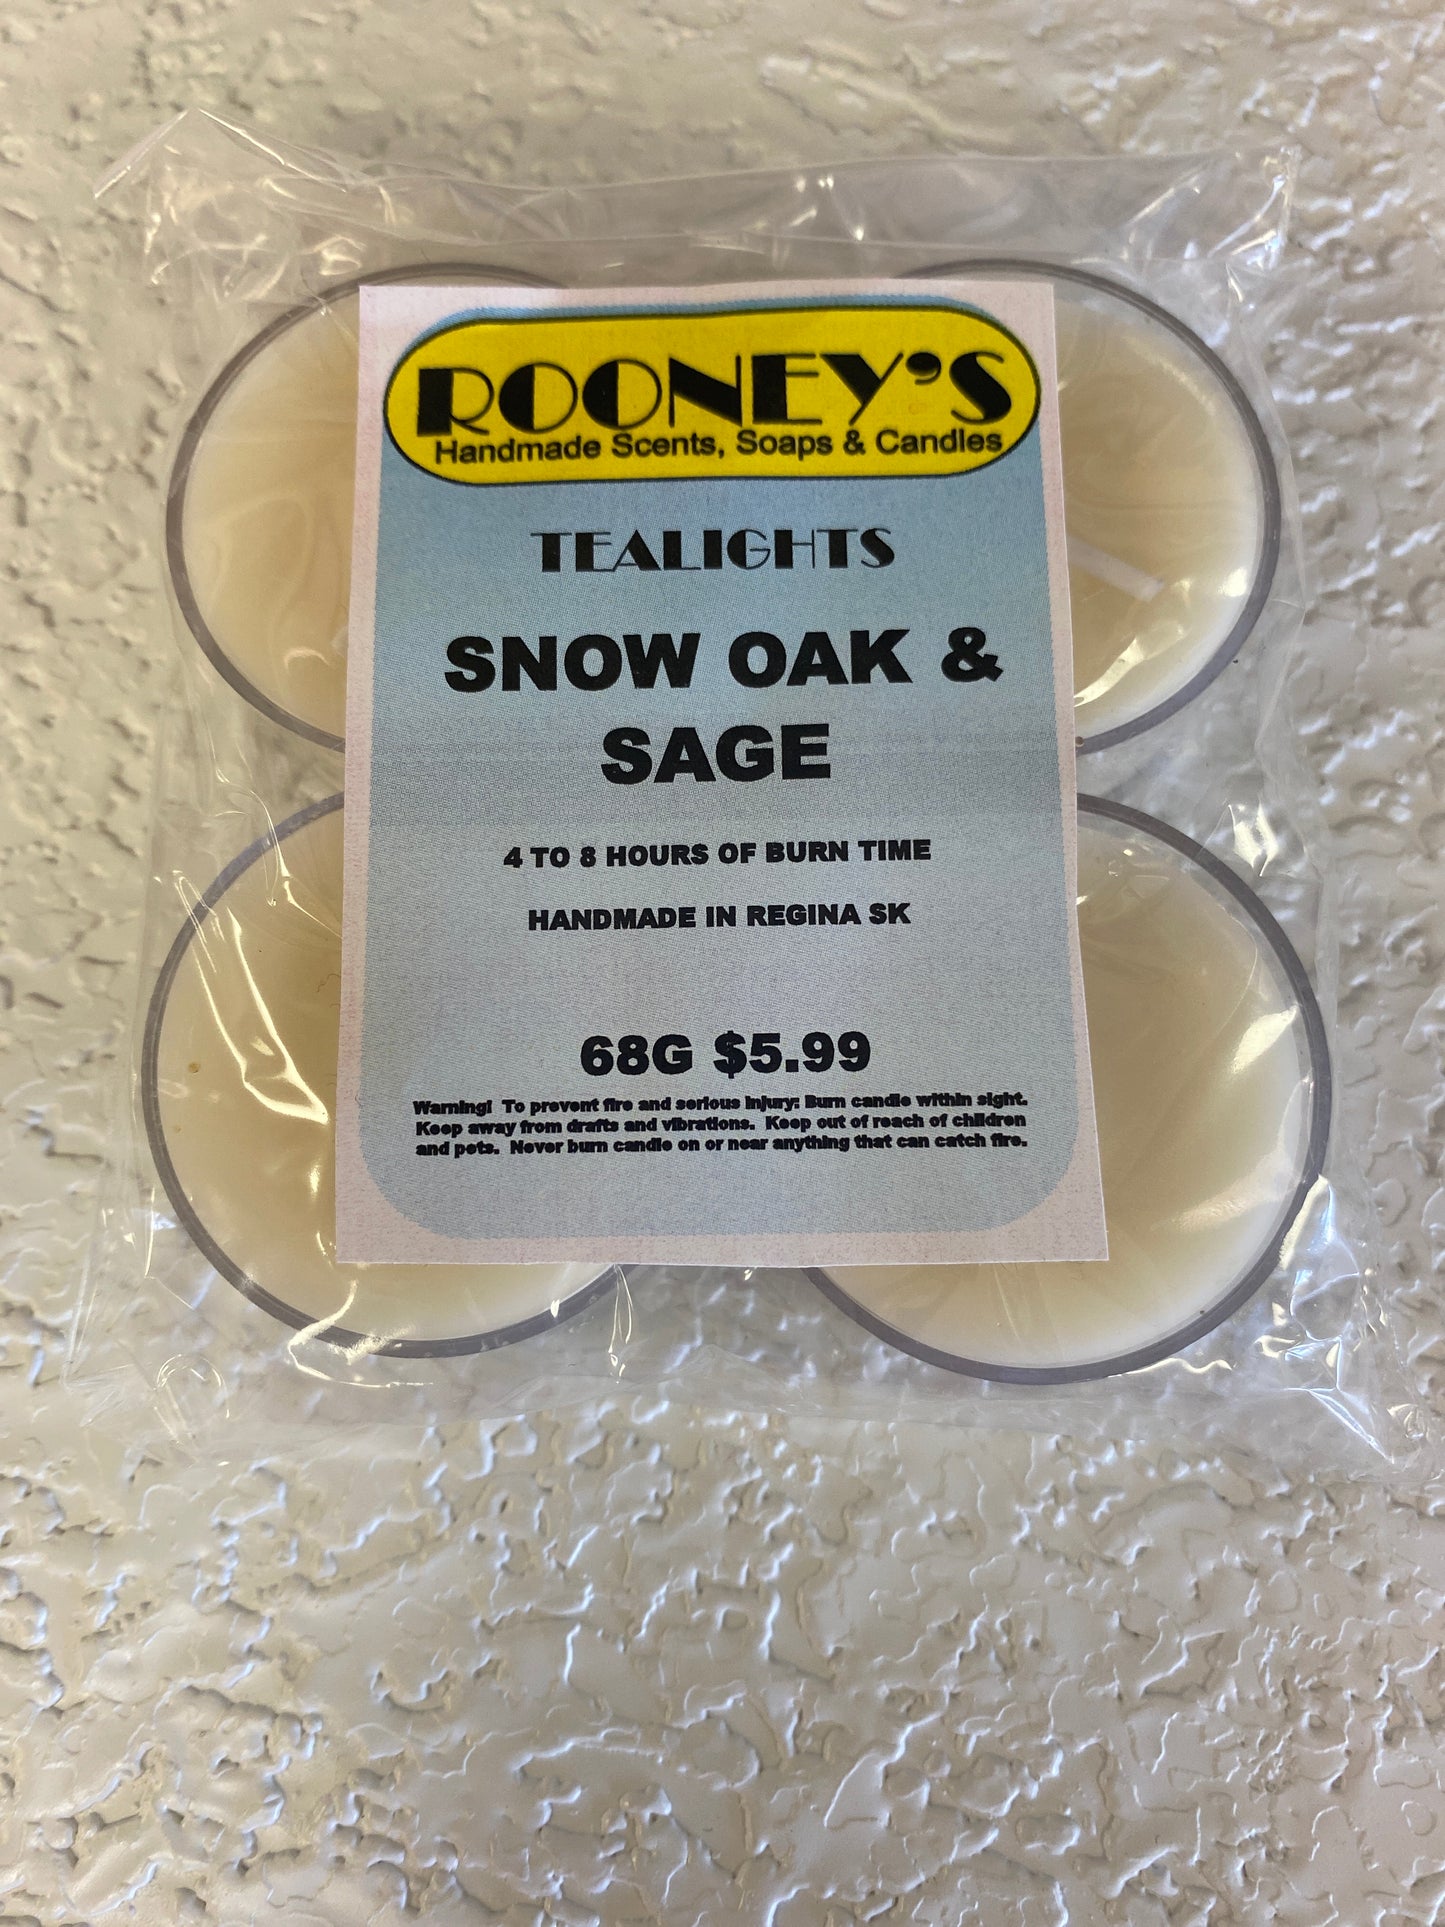 ROONEY'S
Handmade Scents, Soaps & Candles
TEALIGHTS
SNOW OAK &
SAGE
4 TO 8 HOURS OF BURN TIME
HANDMADE IN REGINA SK
68G $5.99
Warning!  To prevent fire and serious injury: Burn candle within sight.
Keep away from drafts and vibrations.  Keep out of reach of children
and pets.  Never burn candle on or near anything that can catch fire.